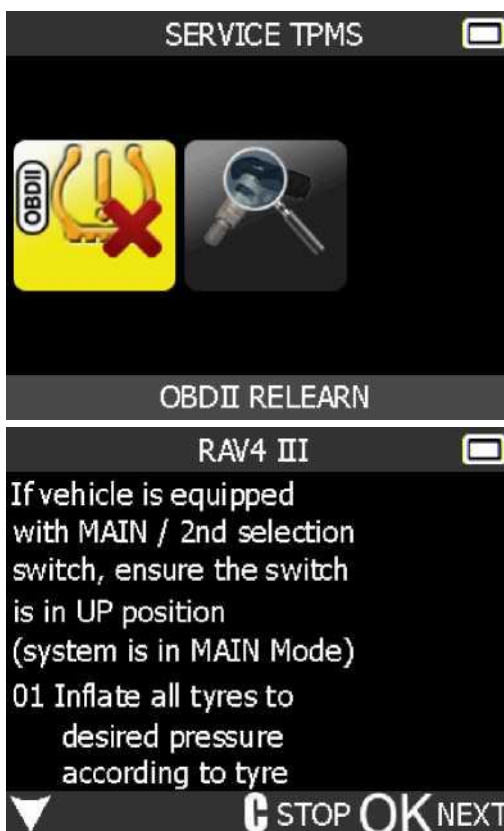 SERVICE TPMS
OBDII
OBDII RELEARN
RAV4 III
If vehicle is equipped
with MAIN / 2nd selection
switch, ensure the switch
is in UP position
(system is in MAIN Mode)
01 Inflate all tyres to
desired pressure
according to tyre
C STOP OK NEXT